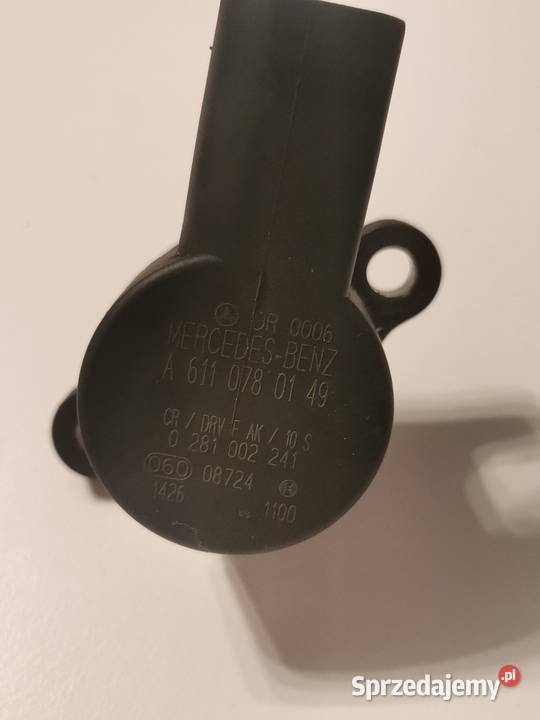 OR 0006
MERCEDES-BENZ
A 611 078 01 49
CR / DRV F AK / 10 S
0 281 002 241
060 08724
1426 1100
Sprzedajemy.pl